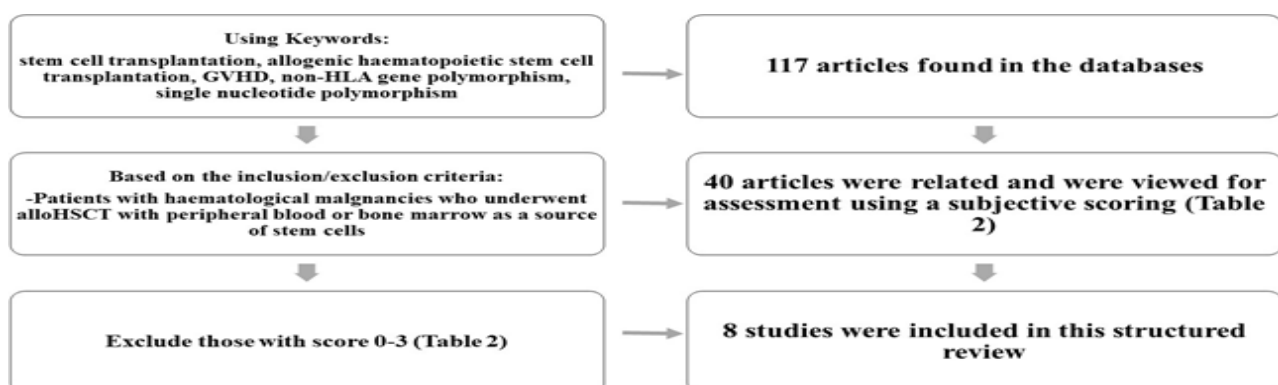 Using Keywords:
stem cell transplantation, allogenic haematopoietic stem cell
transplantation, GVHD, non-HLA gene polymorphism,
single nucleotide polymorphism
117 articles found in the databases
Based on the inclusion/exclusion criteria:
-Patients with haematological malgnancies who underwent
alloHSCT with peripheral blood or bone marrow as a source
of stem cells
40 articles were related and were viewed for
assessment using a subjective scoring (Table
2)
Exclude those with score 0-3 (Table 2)
8 studies were included in this structured
review